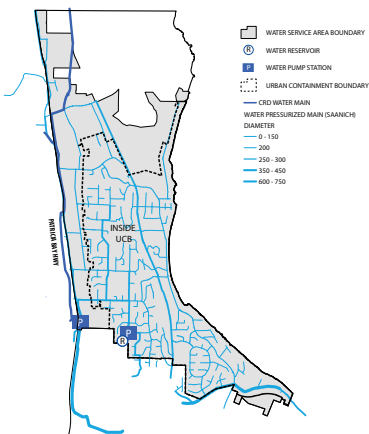 WATER SERVICE AREA BOUNDARY
R WATER RESERVOIR
P WATER PUMP STATION
URBAN CONTAINMENT BOUNDARY
CRD WATER MAIN
WATER PRESSURIZED MAIN (SAANICH)
DIAMETER
0 - 150
200
250 - 300
350 - 450
600 - 750
INSIDE
UCB
PATRICIA BAY HWY
P
P
R